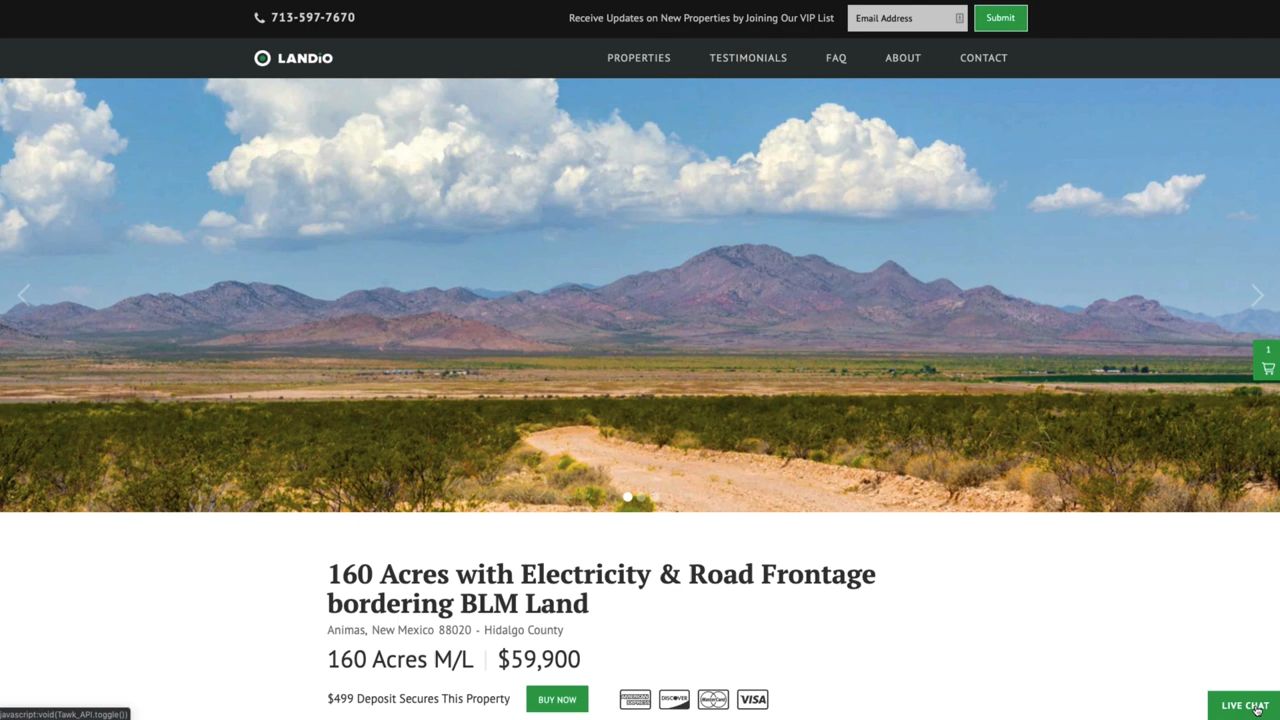 713-597-7670
Receive Updates on New Properties by Joining Our VIP List
Email Address
Submit
LANDiO
PROPERTIES
TESTIMONIALS
FAQ
ABOUT
CONTACT
1
160 Acres with Electricity & Road Frontage
bordering BLM Land
Animas, New Mexico 88020 - Hidalgo County
160 Acres M/L | $59,900
$499 Deposit Secures This Property
BUY NOW
AMERICAN EXPRESS
DISCOVER
MasterCard
VISA
LIVE CHAT
javascript:void(Tawk_API.toggle())